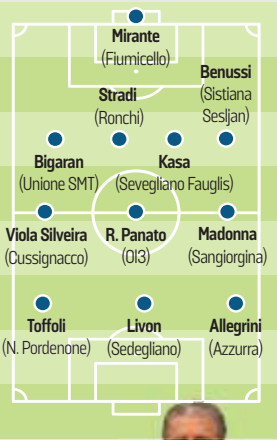 Mirante
(Fiumicello)
Benussi
(Sistiana
Sesljan)
Stradi
(Ronchi)
Bigaran
(Unione SMT)
Kasa
(Sevegliano Fauglis)
Viola Silveira
(Cussignacco)
R. Panato
(OI3)
Madonna
(Sangiorgina)
Toffoli
(N. Pordenone)
Livon
(Sedegliano)
Allegrini
(Azzurra)